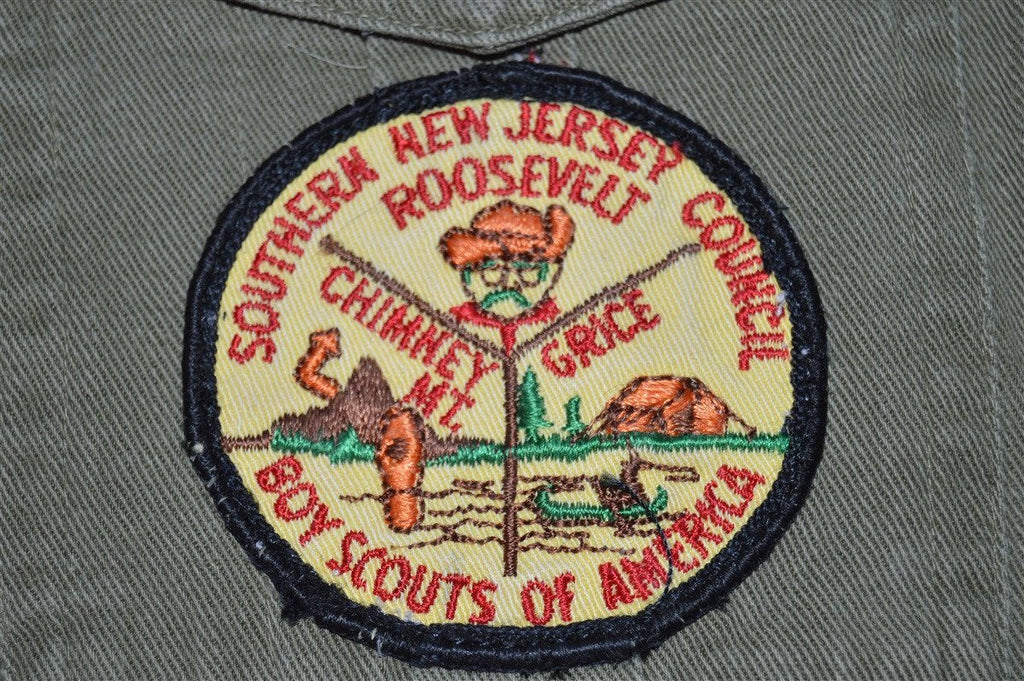 SOUTHERN NEW JERSEY COUNCIL
ROOSEVELT
CHIMNEY
MT.
GRICE
BOY SCOUTS OF AMERICA